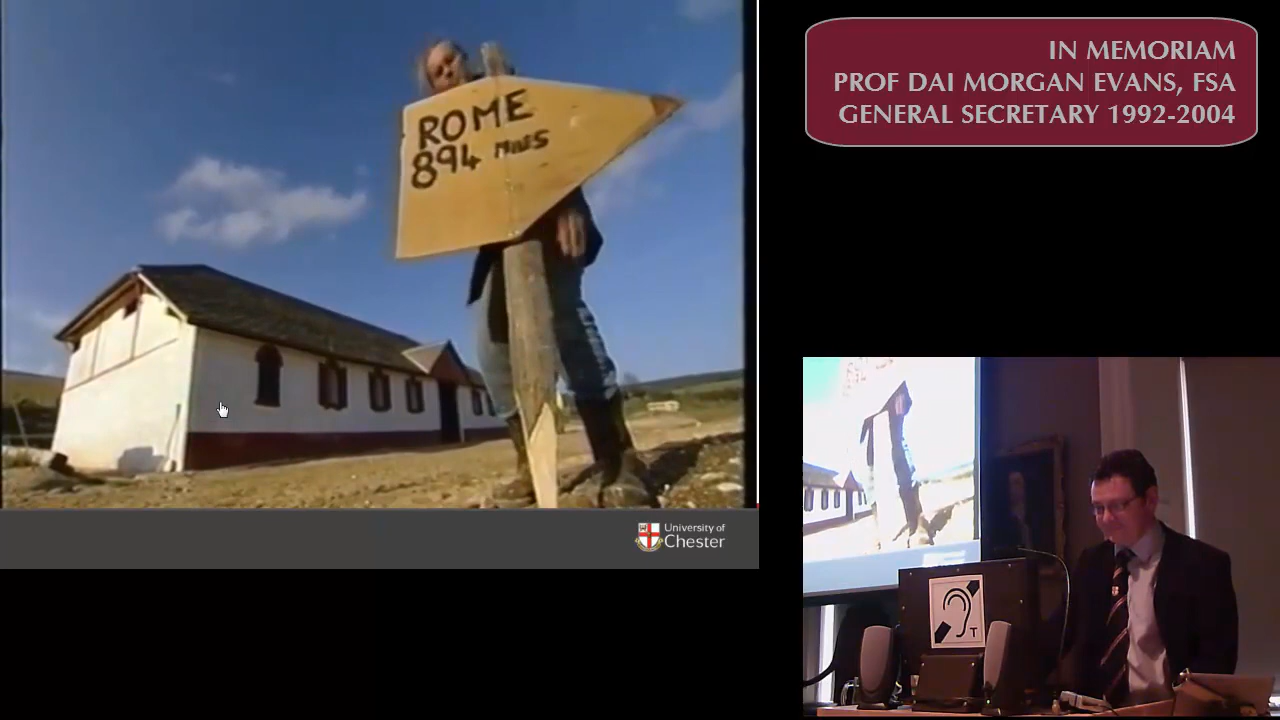 ROME
894 MILES
University of
Chester
IN MEMORIAM
PROF DAI MORGAN EVANS, FSA
GENERAL SECRETARY 1992-2004
T